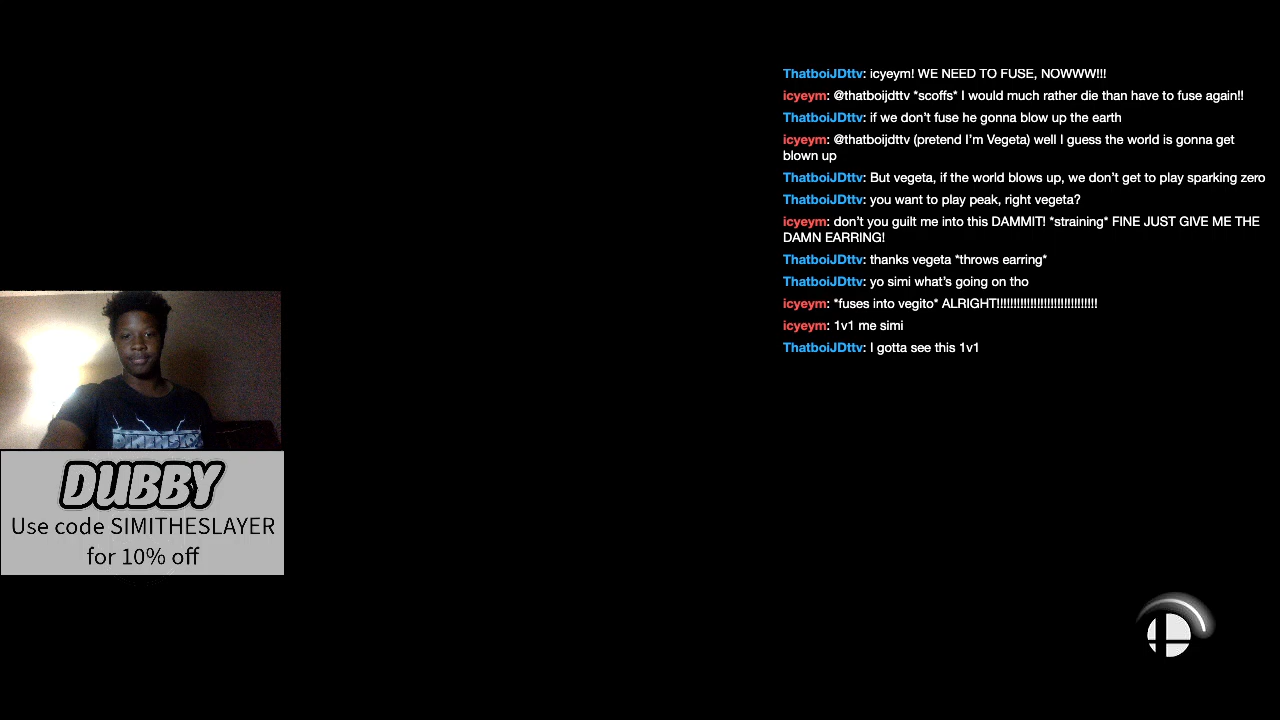 ThatboiJDttv: icyeym! WE NEED TO FUSE, NOWWW!!!
icyeym: @thatboijdttv *scoffs* I would much rather die than have to fuse again!!
ThatboiJDttv: if we don’t fuse he gonna blow up the earth
icyeym: @thatboijdttv (pretend I’m Vegeta) well I guess the world is gonna get
blown up
ThatboiJDttv: But vegeta, if the world blows up, we don’t get to play sparking zero
ThatboiJDttv: you want to play peak, right vegeta?
icyeym: don’t you guilt me into this DAMMIT! *straining* FINE JUST GIVE ME THE
DAMN EARRING!
ThatboiJDttv: thanks vegeta *throws earring*
ThatboiJDttv: yo simi what’s going on tho
icyeym: *fuses into vegito* ALRIGHT!!!!!!!!!!!!!!!!!!!!!!!!!!!!!!
icyeym: 1v1 me simi
ThatboiJDttv: I gotta see this 1v1
DIMENSION
DUBBY
Use code SIMITHESLAYER
for 10% off